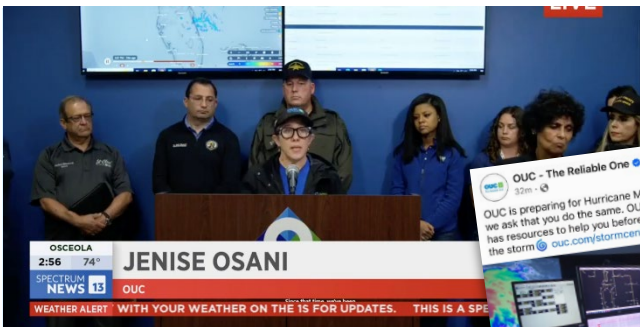 LIVE
OUC - The Reliable One
32m
OUC is preparing for Hurricane M
we ask that you do the same. OU
has resources to help you before
the storm ouc.com/stormcen
OSCEOLA
2:56 74°
SPECTRUM
NEWS 13
JENISE OSANI
OUC
Since that time, we've been
WEATHER ALERT WITH YOUR WEATHER ON THE 1S FOR UPDATES. THIS IS A SPE